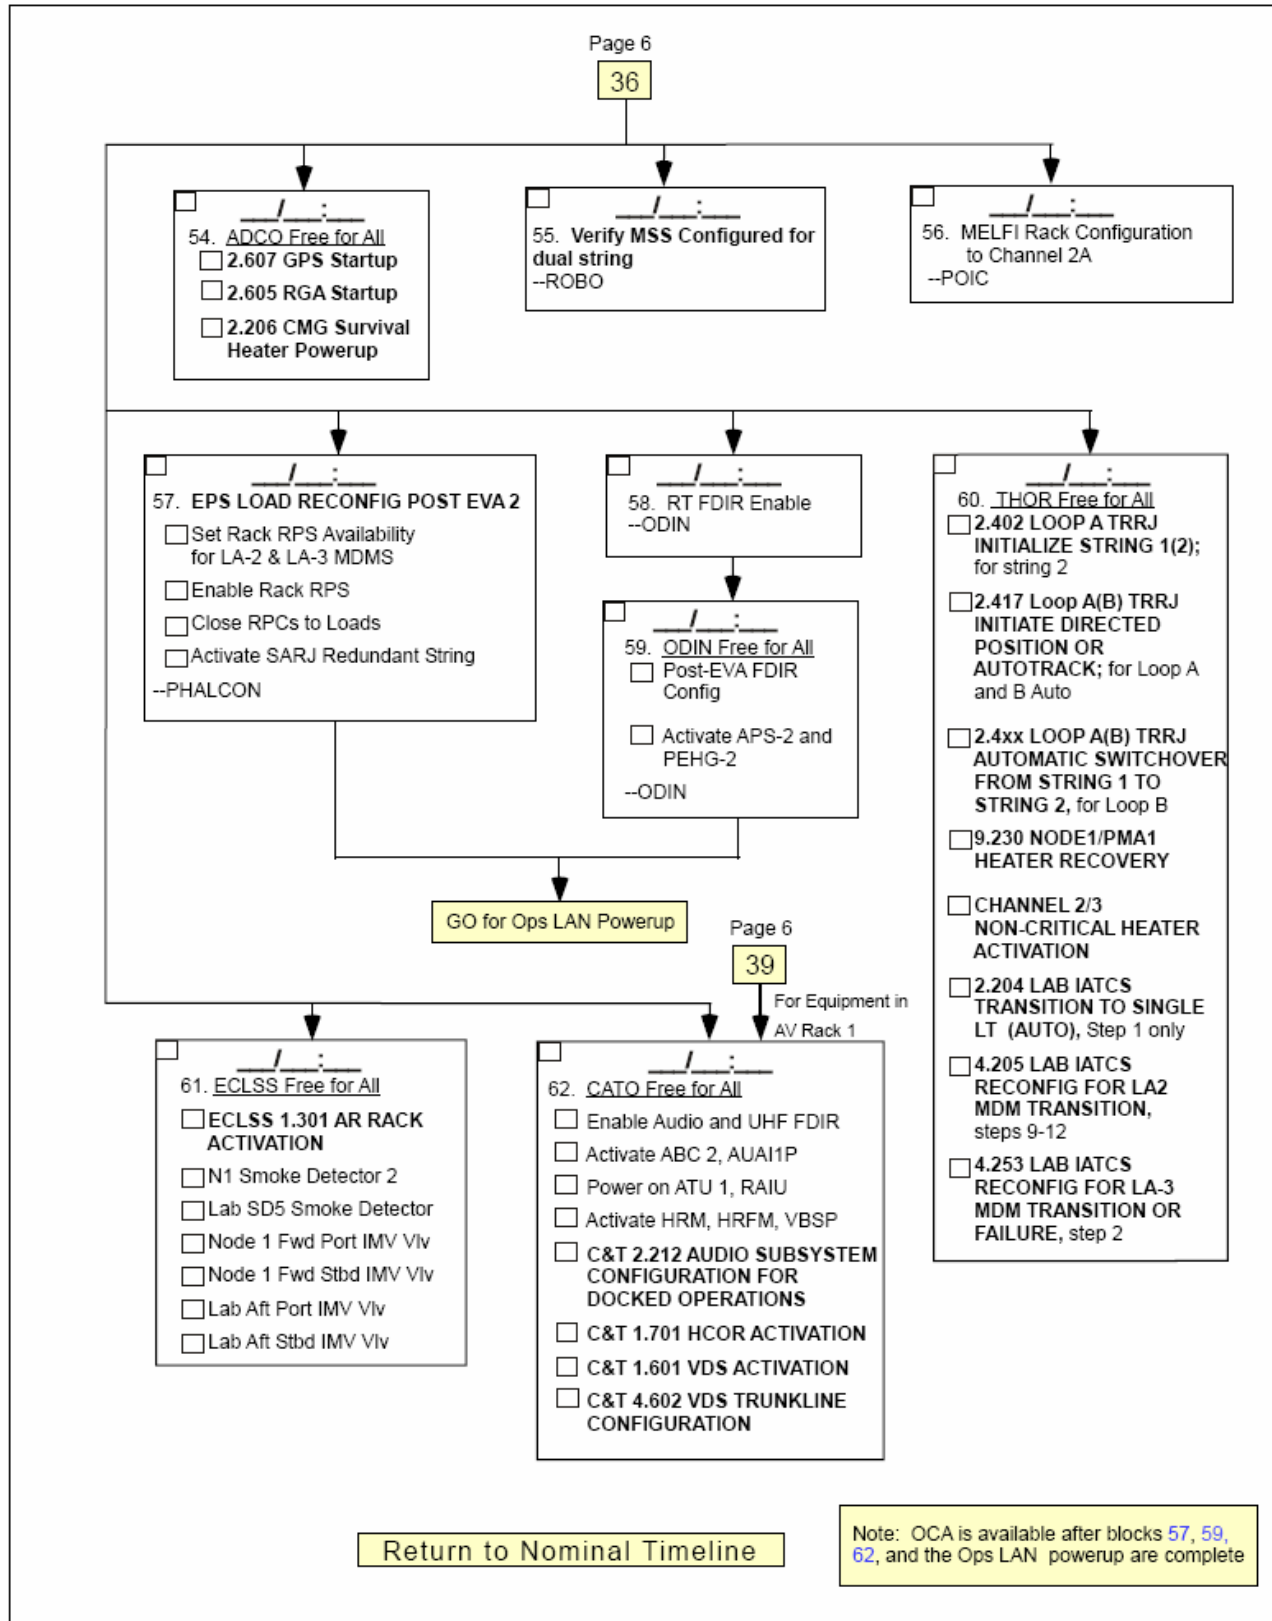 Page 6
36
___/___:___
54. ADCO Free for All
2.607 GPS Startup
2.605 RGA Startup
2.206 CMG Survival
Heater Powerup
___/___:___
55. Verify MSS Configured for
dual string
--ROBO
___/___:___
56. MELFI Rack Configuration
to Channel 2A
--POIC
___/___:___
57. EPS LOAD RECONFIG POST EVA 2
Set Rack RPS Availability
for LA-2 & LA-3 MDMS
Enable Rack RPS
Close RPCs to Loads
Activate SARJ Redundant String
--PHALCON
___/___:___
58. RT FDIR Enable
--ODIN
___/___:___
59. ODIN Free for All
Post-EVA FDIR
Config
Activate APS-2 and
PEHG-2
--ODIN
___/___:___
60. THOR Free for All
2.402 LOOP A TRRJ
INITIALIZE STRING 1(2);
for string 2
2.417 Loop A(B) TRRJ
INITIATE DIRECTED
POSITION OR
AUTOTRACK; for Loop A
and B Auto
2.4xx LOOP A(B) TRRJ
AUTOMATIC SWITCHOVER
FROM STRING 1 TO
STRING 2, for Loop B
9.230 NODE1/PMA1
HEATER RECOVERY
CHANNEL 2/3
NON-CRITICAL HEATER
ACTIVATION
2.204 LAB IATCS
TRANSITION TO SINGLE
LT (AUTO), Step 1 only
4.205 LAB IATCS
RECONFIG FOR LA2
MDM TRANSITION,
steps 9-12
4.253 LAB IATCS
RECONFIG FOR LA-3
MDM TRANSITION OR
FAILURE, step 2
GO for Ops LAN Powerup
Page 6
39
For Equipment in
AV Rack 1
___/___:___
61. ECLSS Free for All
ECLSS 1.301 AR RACK
ACTIVATION
N1 Smoke Detector 2
Lab SD5 Smoke Detector
Node 1 Fwd Port IMV Vlv
Node 1 Fwd Stbd IMV Vlv
Lab Aft Port IMV Vlv
Lab Aft Stbd IMV Vlv
___/___:___
62. CATO Free for All
Enable Audio and UHF FDIR
Activate ABC 2, AUAI1P
Power on ATU 1, RAIU
Activate HRM, HRFM, VBSP
C&T 2.212 AUDIO SUBSYSTEM
CONFIGURATION FOR
DOCKED OPERATIONS
C&T 1.701 HCOR ACTIVATION
C&T 1.601 VDS ACTIVATION
C&T 4.602 VDS TRUNKLINE
CONFIGURATION
Return to Nominal Timeline
Note: OCA is available after blocks 57, 59,
62, and the Ops LAN powerup are complete